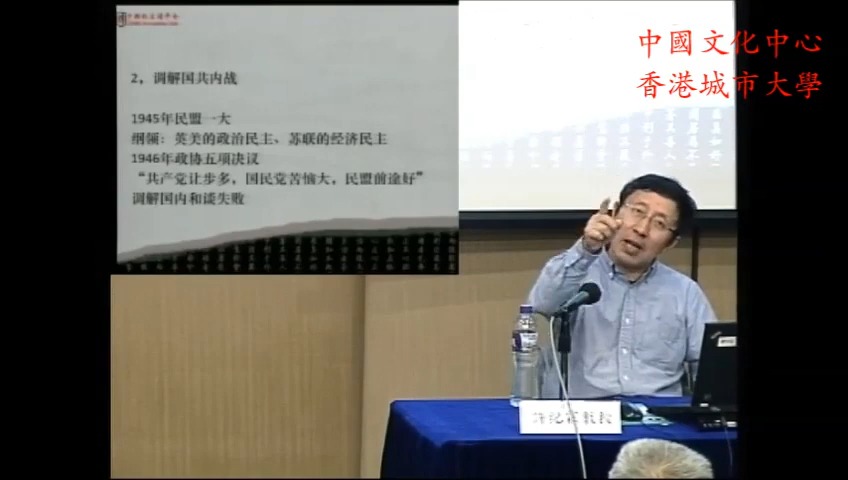 中國文化中心
香港城市大學
2，调解国共内战
1945年民盟一大
纲领：英美的政治民主、苏联的经济民主
1946年政协五项决议
“共产党让步多，国民党苦恼大，民盟前途好”
调解国内和谈失败